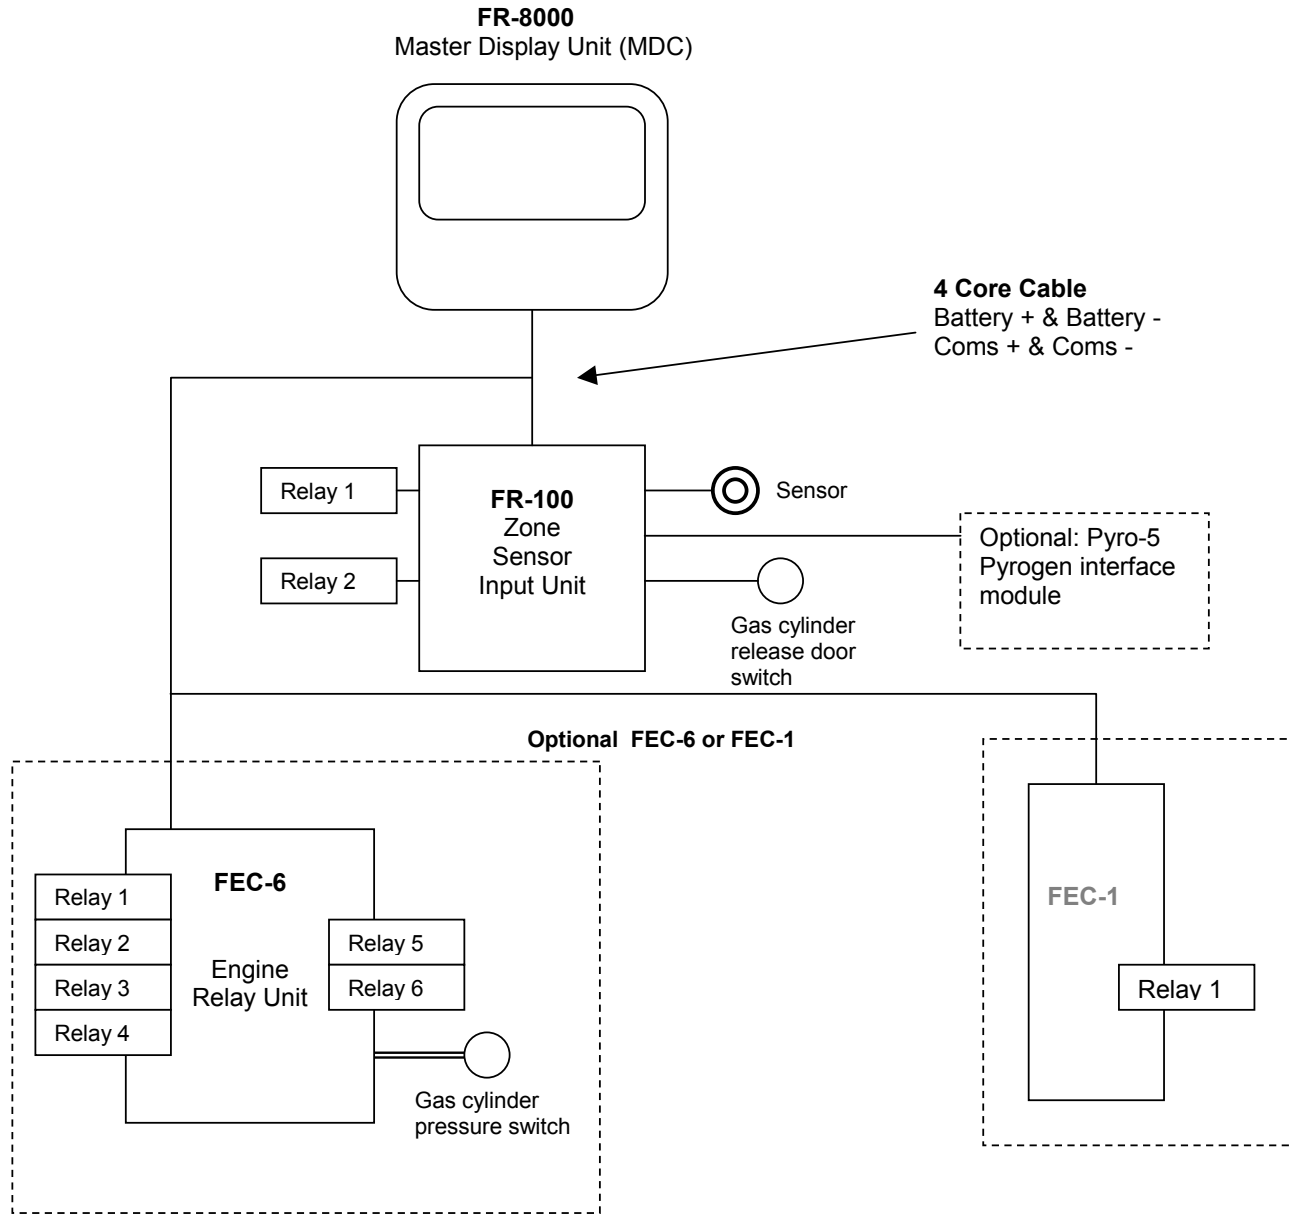 FR-8000
Master Display Unit (MDC)
4 Core Cable
Battery + & Battery -
Coms + & Coms -
Relay 1
Relay 2
FR-100
Zone
Sensor
Input Unit
Sensor
Optional: Pyro-5
Pyrogen interface
module
Gas cylinder
release door
switch
Optional FEC-6 or FEC-1
FEC-6
Engine
Relay Unit
Relay 1
Relay 2
Relay 3
Relay 4
Relay 5
Relay 6
Gas cylinder
pressure switch
FEC-1
Relay 1